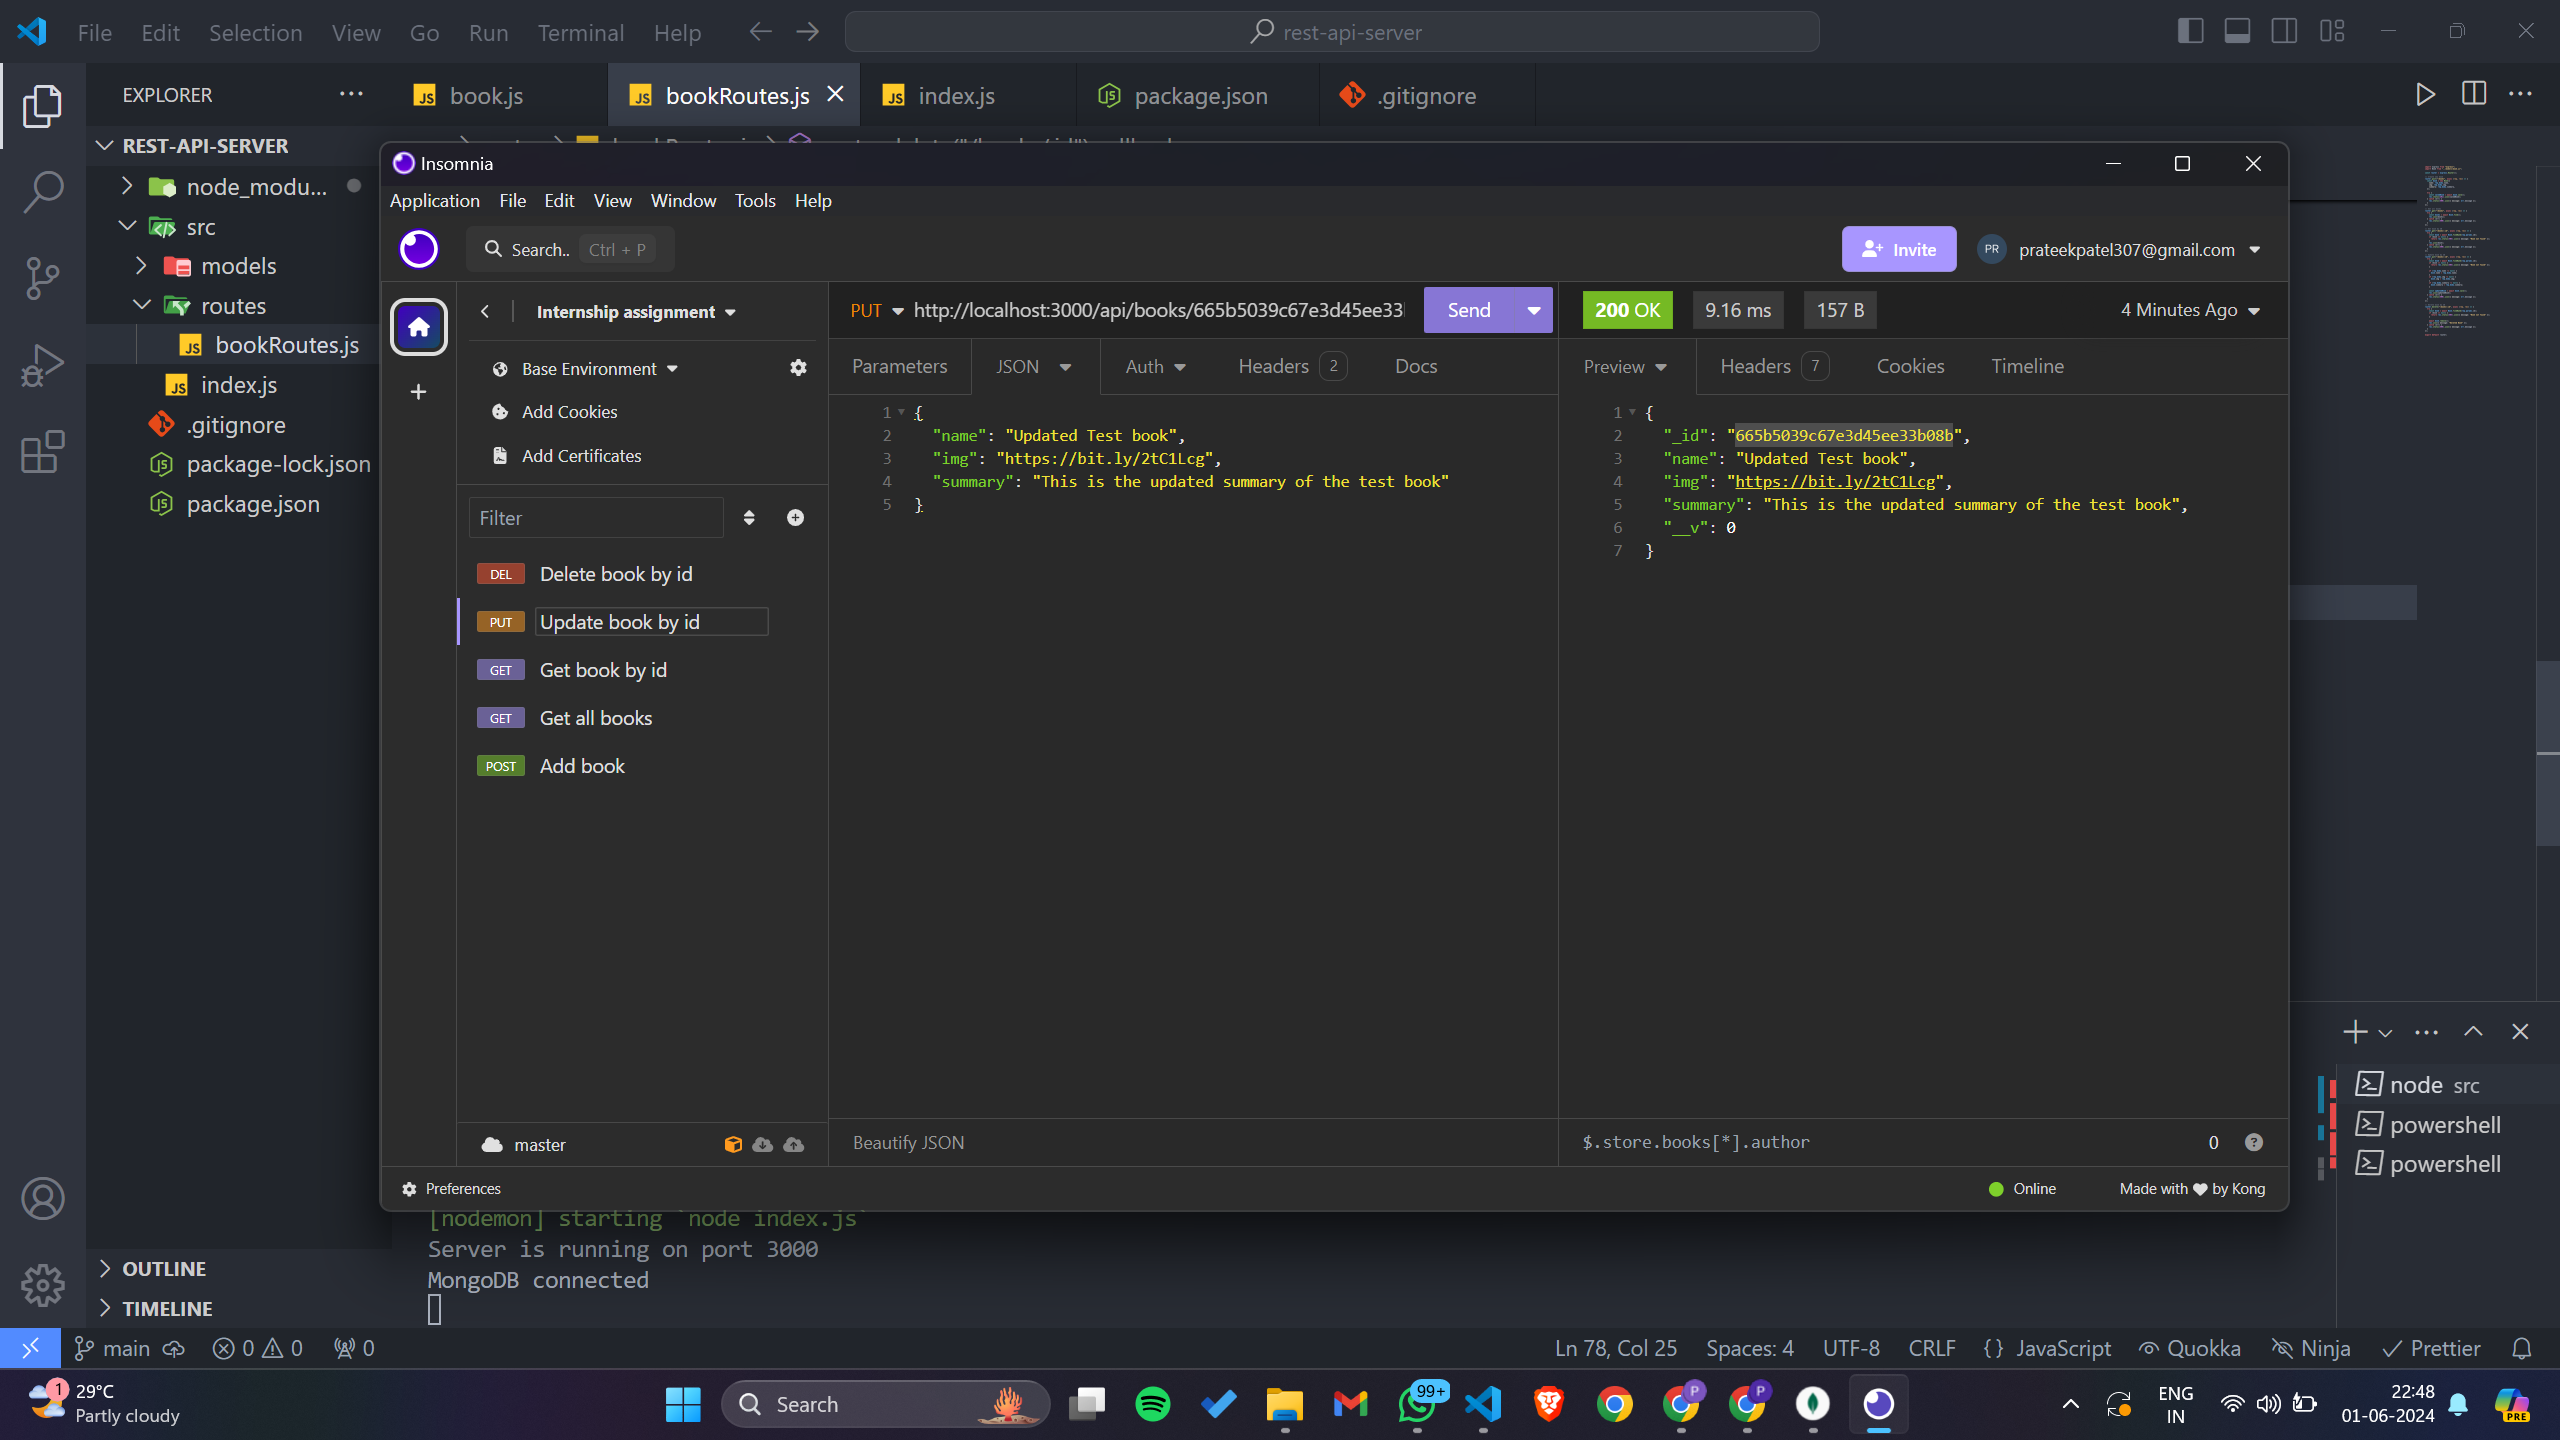 File Edit Selection View Go Run Terminal Help
rest-api-server
EXPLORER
book.js
bookRoutes.js
index.js
package.json
.gitignore
REST-API-SERVER
node_modu...
src
models
routes
bookRoutes.js
index.js
.gitignore
package-lock.json
package.json
OUTLINE
TIMELINE
Insomnia
Application File Edit View Window Tools Help
Search.. Ctrl + P
Invite
PR prateekpatel307@gmail.com
Internship assignment
Base Environment
Add Cookies
Add Certificates
Filter
DEL Delete book by id
PUT Update book by id
GET Get book by id
GET Get all books
POST Add book
master
PUT http://localhost:3000/api/books/665b5039c67e3d45ee33
Send
Parameters JSON Auth Headers 2 Docs
1 {
2 "name": "Updated Test book",
3 "img": "https://bit.ly/2tC1Lcg",
4 "summary": "This is the updated summary of the test book"
5 }
Beautify JSON
200 OK 9.16 ms 157 B 4 Minutes Ago
Preview Headers 7 Cookies Timeline
1 {
2 "_id": "665b5039c67e3d45ee33b08b",
3 "name": "Updated Test book",
4 "img": "https://bit.ly/2tC1Lcg",
5 "summary": "This is the updated summary of the test book",
6 "__v": 0
7 }
$.store.books[*].author 0
Preferences
Online
Made with ❤ by Kong
[nodemon] starting `node index.js`
Server is running on port 3000
MongoDB connected
node src
powershell
powershell
main 0 0 0
Ln 78, Col 25 Spaces: 4 UTF-8 CRLF {} JavaScript Quokka Ninja Prettier
1
29°C
Partly cloudy
Search
99+
P
P
ENG
IN
22:48
01-06-2024
PRE